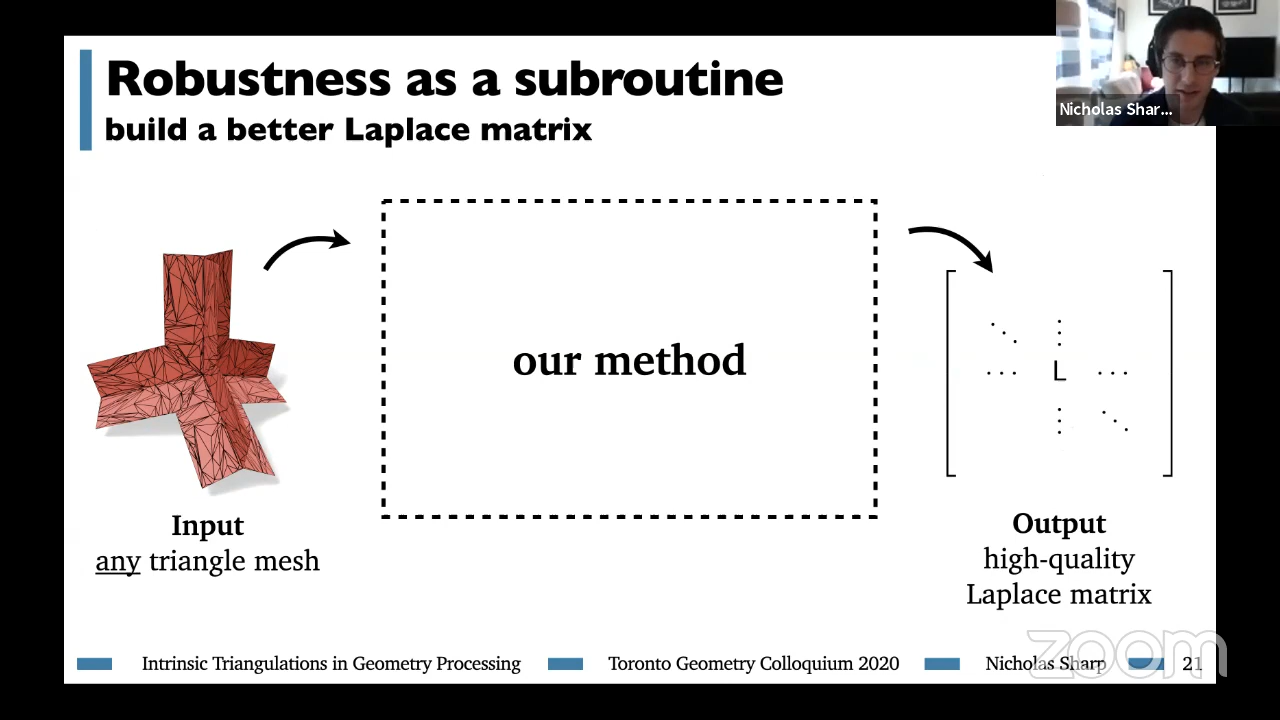 Robustness as a subroutine
build a better Laplace matrix
Nicholas Shar...
our method
L
Input
any triangle mesh
Output
high-quality
Laplace matrix
Intrinsic Triangulations in Geometry Processing
Toronto Geometry Colloquium 2020
Nicholas Sharp
21
zoom